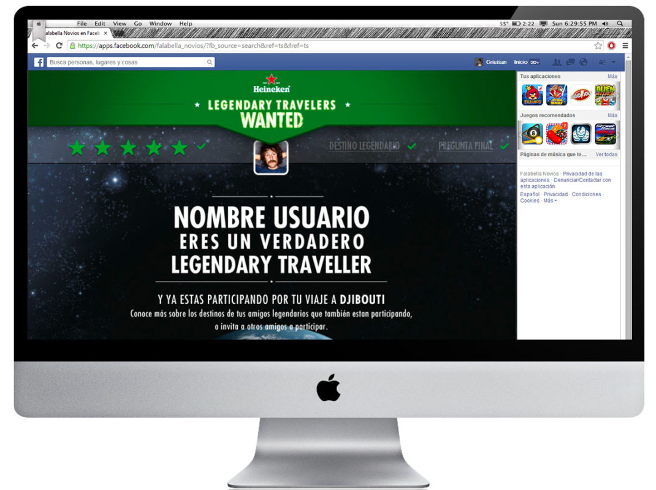 File Edit View Go Window Help
55° 2:22 Sun 6:29:55 PM
Falabella Novios en Faceb
https://apps.facebook.com/falabella_novios/?fb_source=search&ref=ts&fref=ts
Busca personas, lugares y cosas
Cristian Inicio
Heineken
LEGENDARY TRAVELERS
WANTED
DESTINO LEGENDARIO
PREGUNTA FINAL
NOMBRE USUARIO
ERES UN VERDADERO
LEGENDARY TRAVELLER
Y YA ESTAS PARTICIPANDO POR TU VIAJE A DJIBOUTI
Conoce más sobre los destinos de tus amigos legendarios que también estan participando,
o invita a otros amigos a participar.
Tus aplicaciones Más
Juegos recomendados Más
Páginas de música que te... Ver todas
Falabella Novios · Privacidad de las
aplicaciones · Denunciar/Contactar con
esta aplicación
Español · Privacidad · Condiciones
Cookies · Más